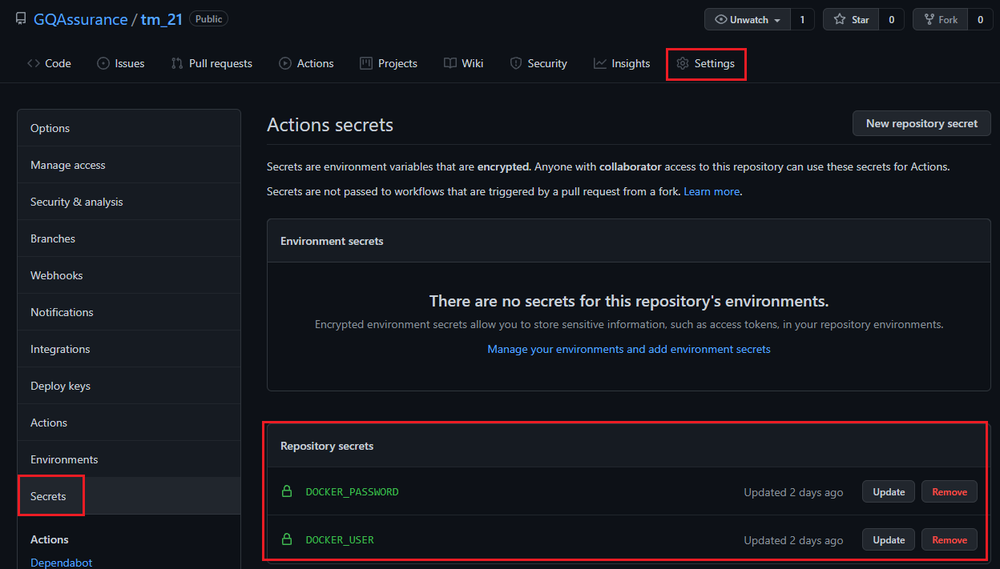 GQAssurance / tm_21 Public
Unwatch 1 Star 0 Fork 0
Code Issues Pull requests Actions Projects Wiki Security Insights Settings
Options
Manage access
Security & analysis
Branches
Webhooks
Notifications
Integrations
Deploy keys
Actions
Environments
Secrets
Actions
Dependabot
Actions secrets
New repository secret
Secrets are environment variables that are encrypted. Anyone with collaborator access to this repository can use these secrets for Actions.
Secrets are not passed to workflows that are triggered by a pull request from a fork. Learn more.
Environment secrets
There are no secrets for this repository's environments.
Encrypted environment secrets allow you to store sensitive information, such as access tokens, in your repository environments.
Manage your environments and add environment secrets
Repository secrets
DOCKER_PASSWORD Updated 2 days ago Update Remove
DOCKER_USER Updated 2 days ago Update Remove